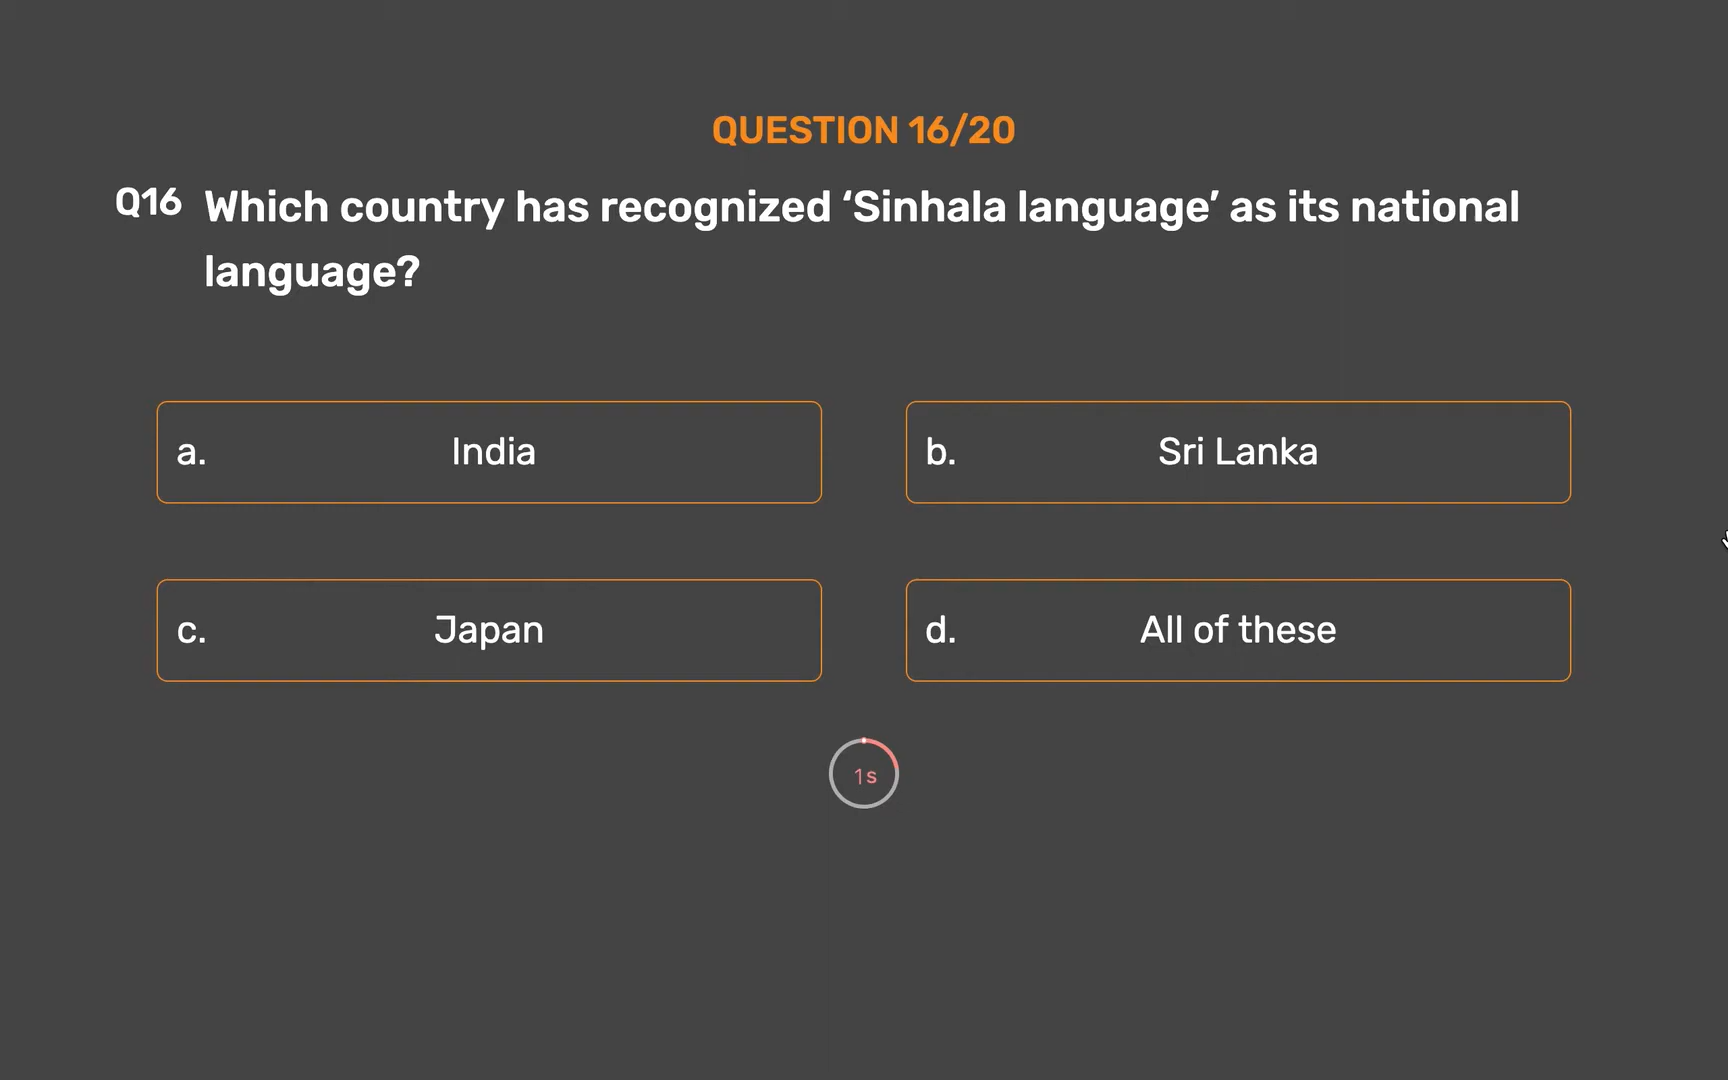 QUESTION 16/20
Q16 Which country has recognized ‘Sinhala language’ as its national
language?
a. India
b. Sri Lanka
c. Japan
d. All of these
1s